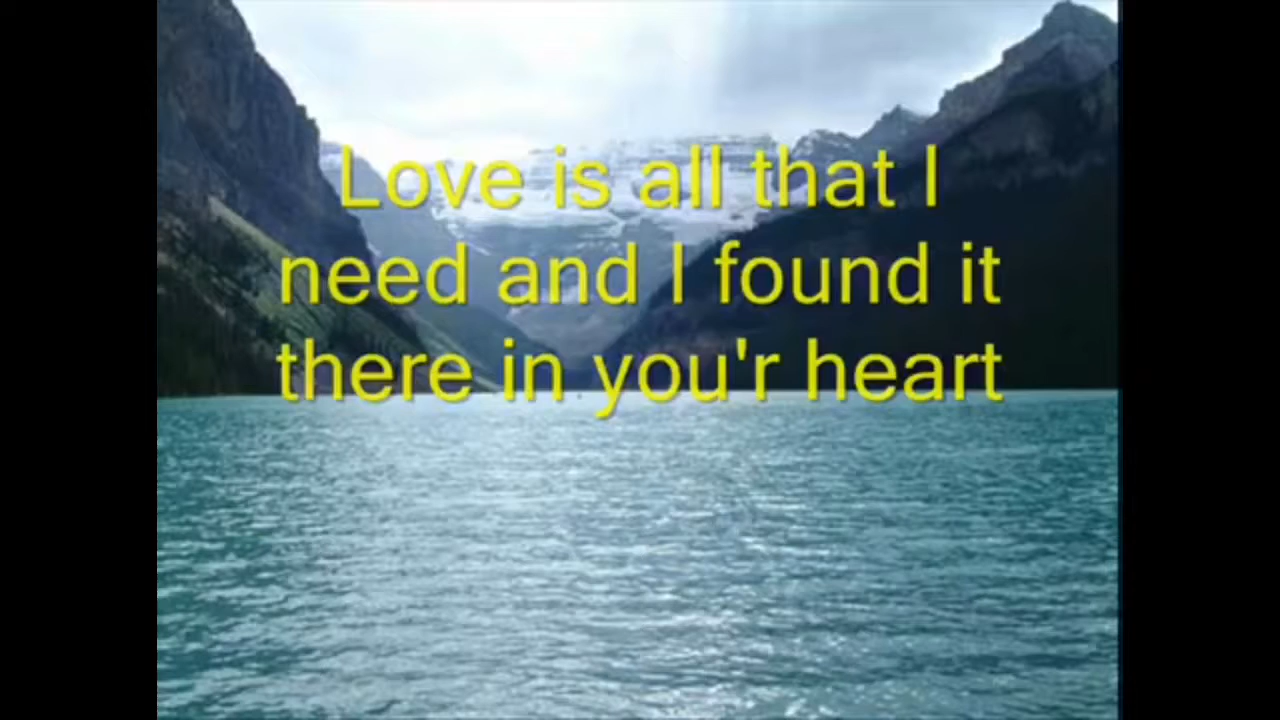 Love is all that I
need and I found it
there in you'r heart